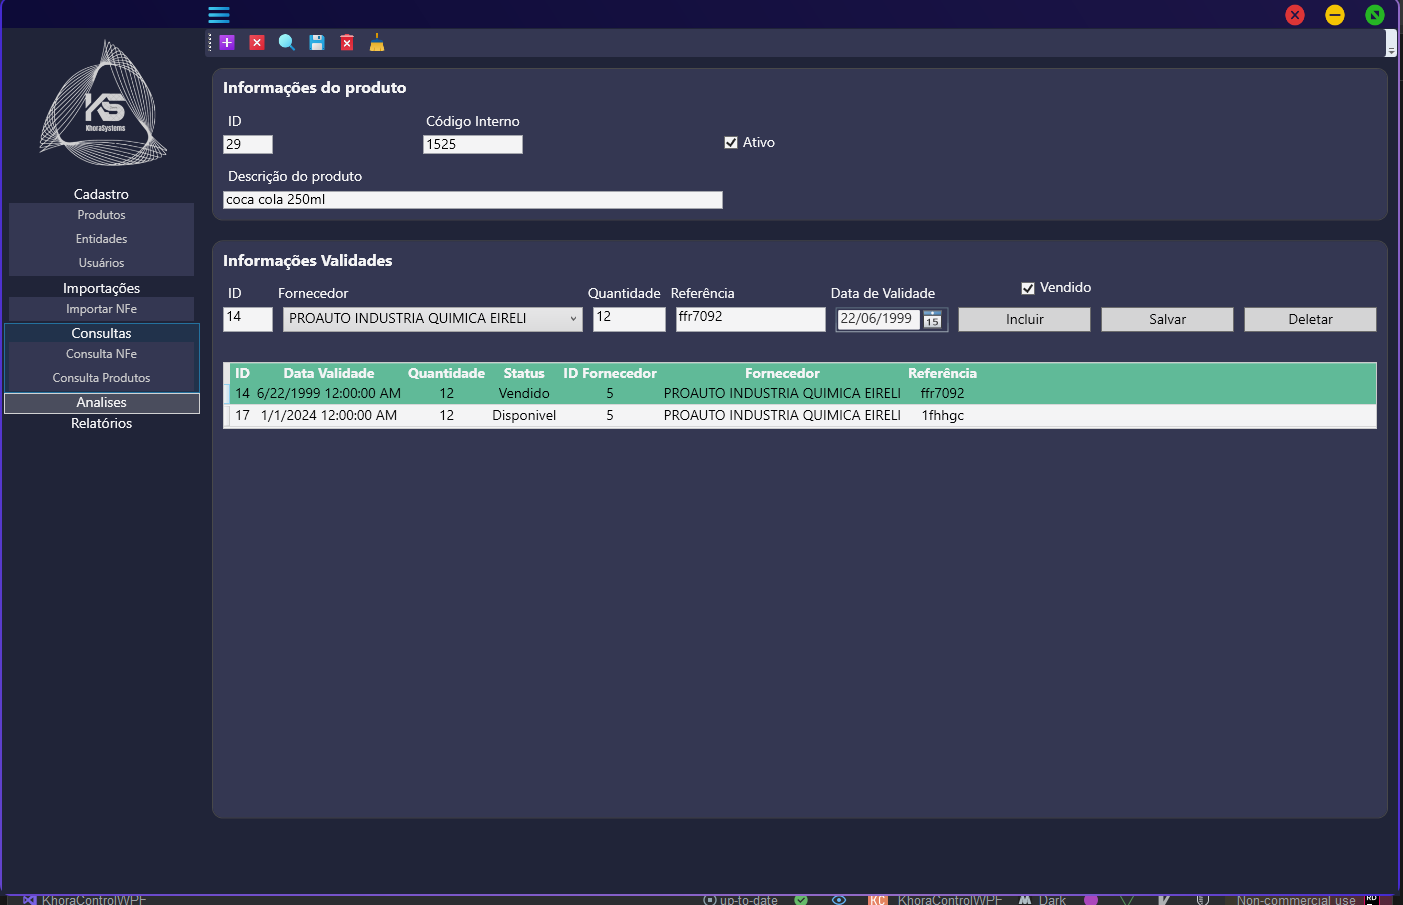 KS
KhoraSystems
Cadastro
Produtos
Entidades
Usuários
Importações
Importar NFe
Consultas
Consulta NFe
Consulta Produtos
Analises
Relatórios
Informações do produto
ID Código Interno
29 1525 Ativo
Descrição do produto
coca cola 250ml
Informações Validades
ID Fornecedor Quantidade Referência Data de Validade Vendido
14 PROAUTO INDUSTRIA QUIMICA EIRELI 12 ffr7092 22/06/1999 15 Incluir Salvar Deletar
ID Data Validade Quantidade Status ID Fornecedor Fornecedor Referência
14 6/22/1999 12:00:00 AM 12 Vendido 5 PROAUTO INDUSTRIA QUIMICA EIRELI ffr7092
17 1/1/2024 12:00:00 AM 12 Disponivel 5 PROAUTO INDUSTRIA QUIMICA EIRELI 1fhhgc
KhoraControlWPF up-to-date KC KhoraControlWPF Dark Non-commercial use RD